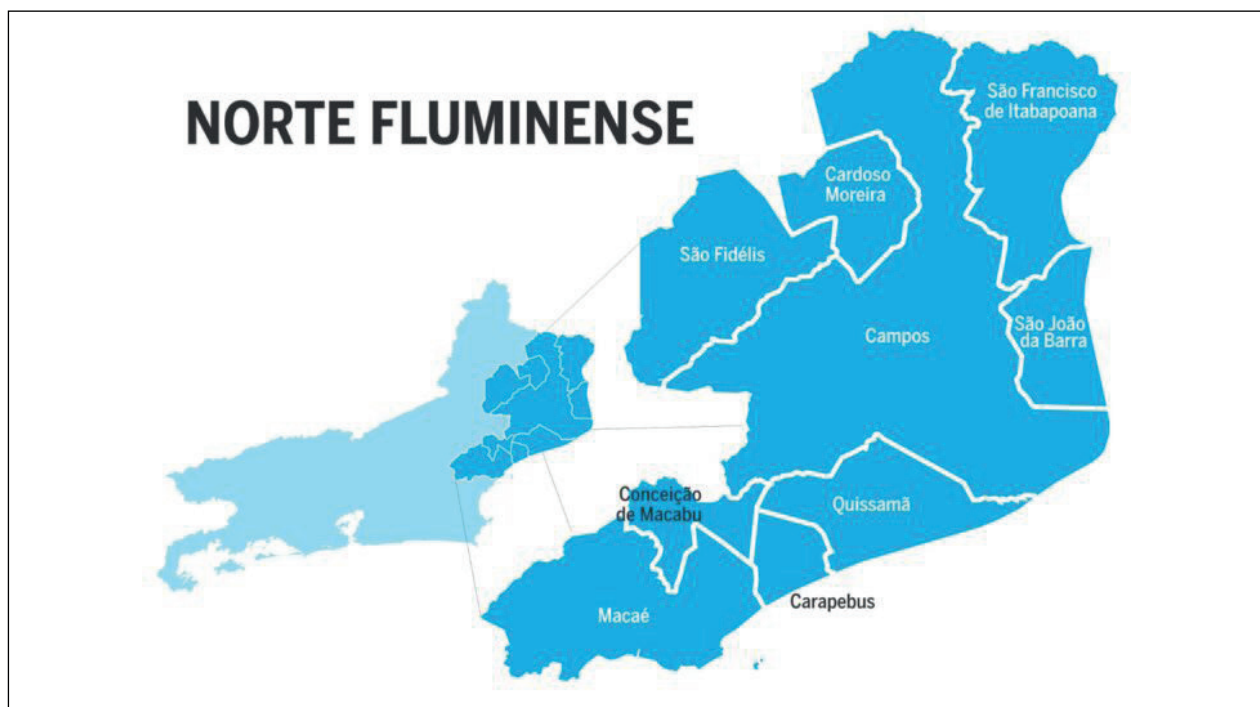 NORTE FLUMINENSE
São Francisco
de Itabapoana
Cardoso
Moreira
São Fidélis
São João
da Barra
Campos
Conceição
de Macabu
Quissamã
Carapebus
Macaé